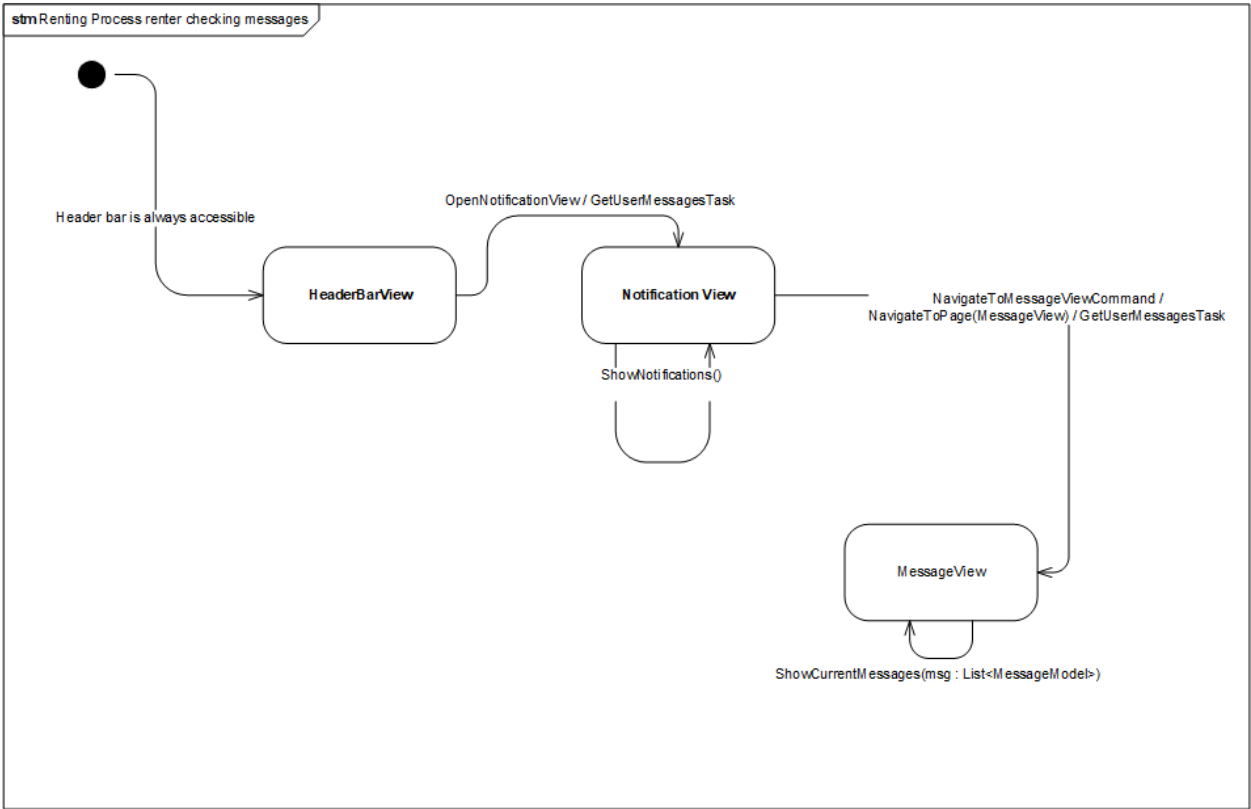 stm Renting Process renter checking messages
OpenNotificationView / GetUserMessagesTask
Header bar is always accessible
HeaderBarView
Notification View
NavigateToMessageViewCommand /
NavigateToPage(MessageView) / GetUserMessagesTask
ShowNotifications()
MessageView
ShowCurrentMessages(msg : List<MessageModel>)